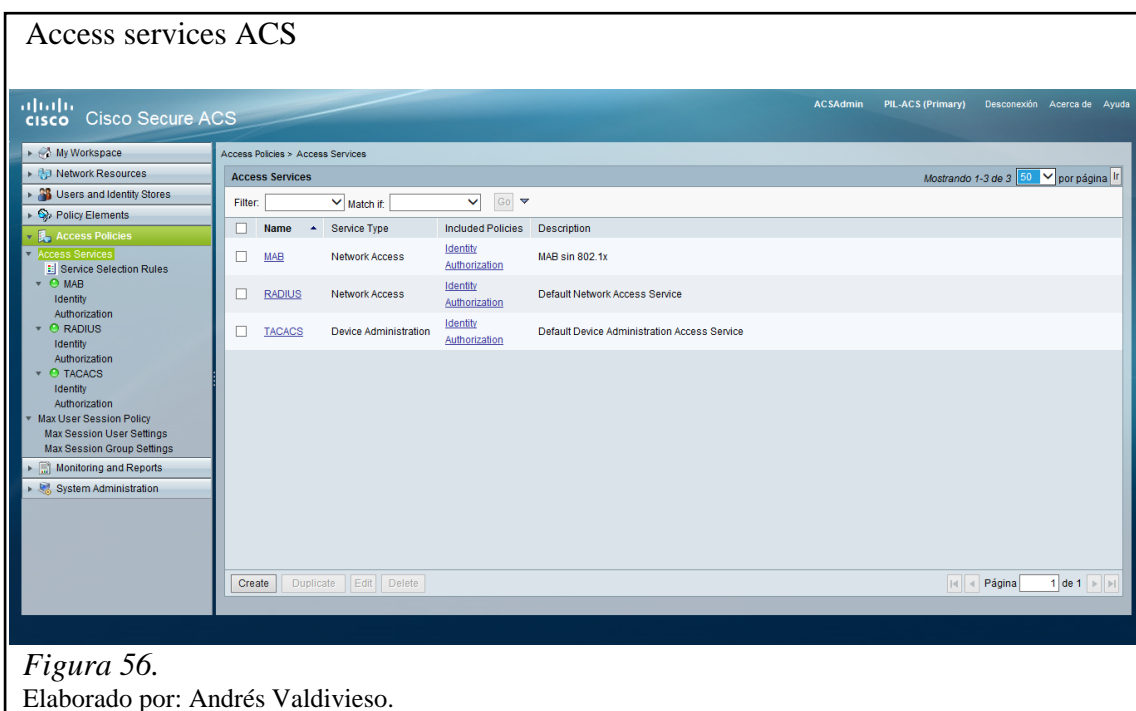 Access services ACS
cisco Cisco Secure ACS
ACSAdmin PIL-ACS (Primary) Desconexión Acerca de Ayuda
My Workspace
Network Resources
Users and Identity Stores
Policy Elements
Access Policies
Access Services
Service Selection Rules
MAB
Identity
Authorization
RADIUS
Identity
Authorization
TACACS
Identity
Authorization
Max User Session Policy
Max Session User Settings
Max Session Group Settings
Monitoring and Reports
System Administration
Access Policies > Access Services
Access Services
Mostrando 1-3 de 3 50 por página Ir
Filter: Match if: Go
Name Service Type Included Policies Description
MAB Network Access Identity Authorization MAB sin 802.1x
RADIUS Network Access Identity Authorization Default Network Access Service
TACACS Device Administration Identity Authorization Default Device Administration Access Service
Create Duplicate Edit Delete
Página 1 de 1
Figura 56.
Elaborado por: Andrés Valdivieso.